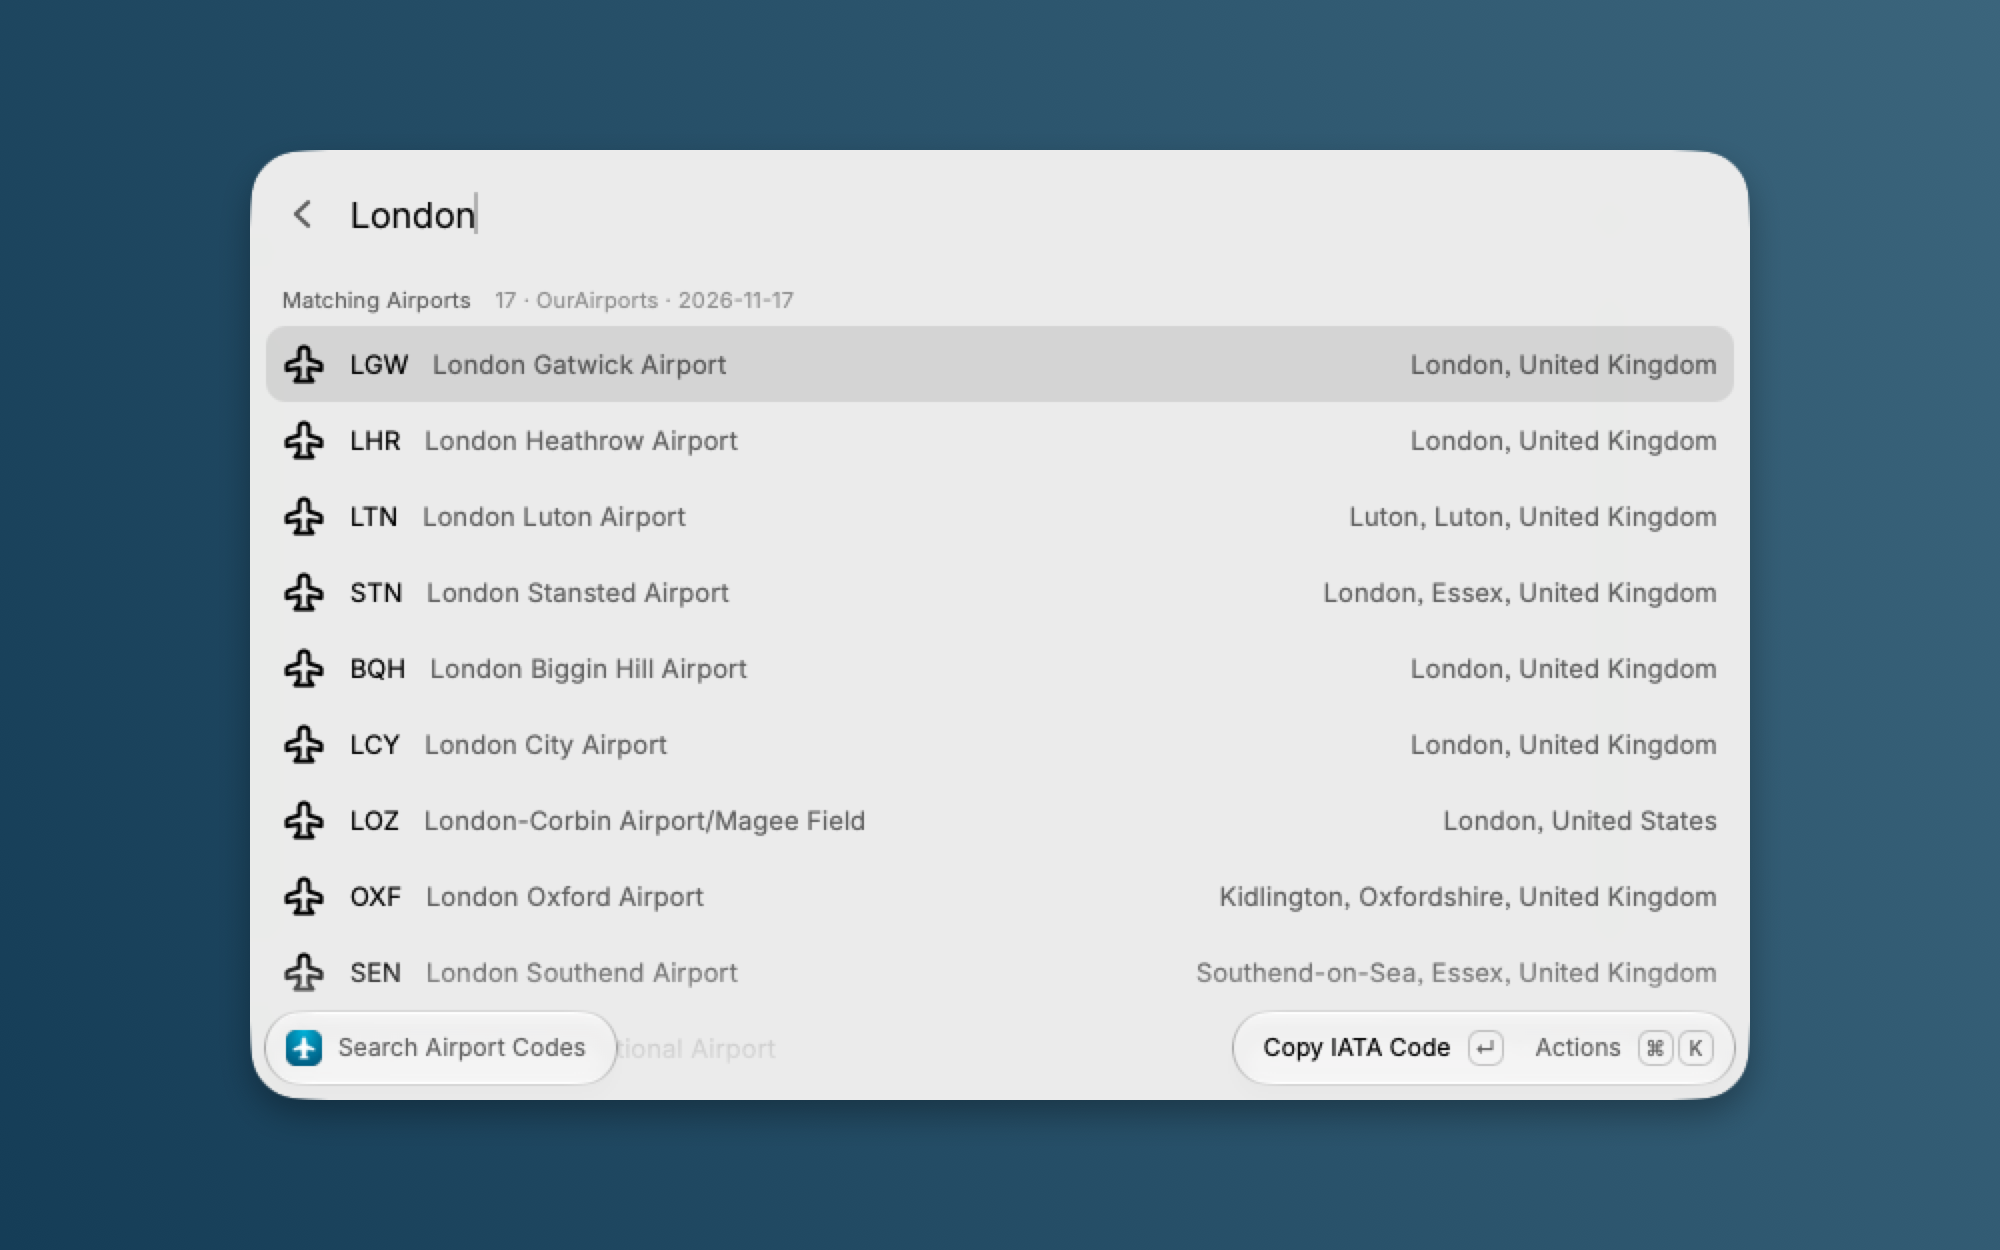 London
Matching Airports 17 · OurAirports · 2026-11-17
LGW London Gatwick Airport London, United Kingdom
LHR London Heathrow Airport London, United Kingdom
LTN London Luton Airport Luton, Luton, United Kingdom
STN London Stansted Airport London, Essex, United Kingdom
BQH London Biggin Hill Airport London, United Kingdom
LCY London City Airport London, United Kingdom
LOZ London-Corbin Airport/Magee Field London, United States
OXF London Oxford Airport Kidlington, Oxfordshire, United Kingdom
SEN London Southend Airport Southend-on-Sea, Essex, United Kingdom
Search Airport Codes tional Airport Copy IATA Code ↵ Actions ⌘ K